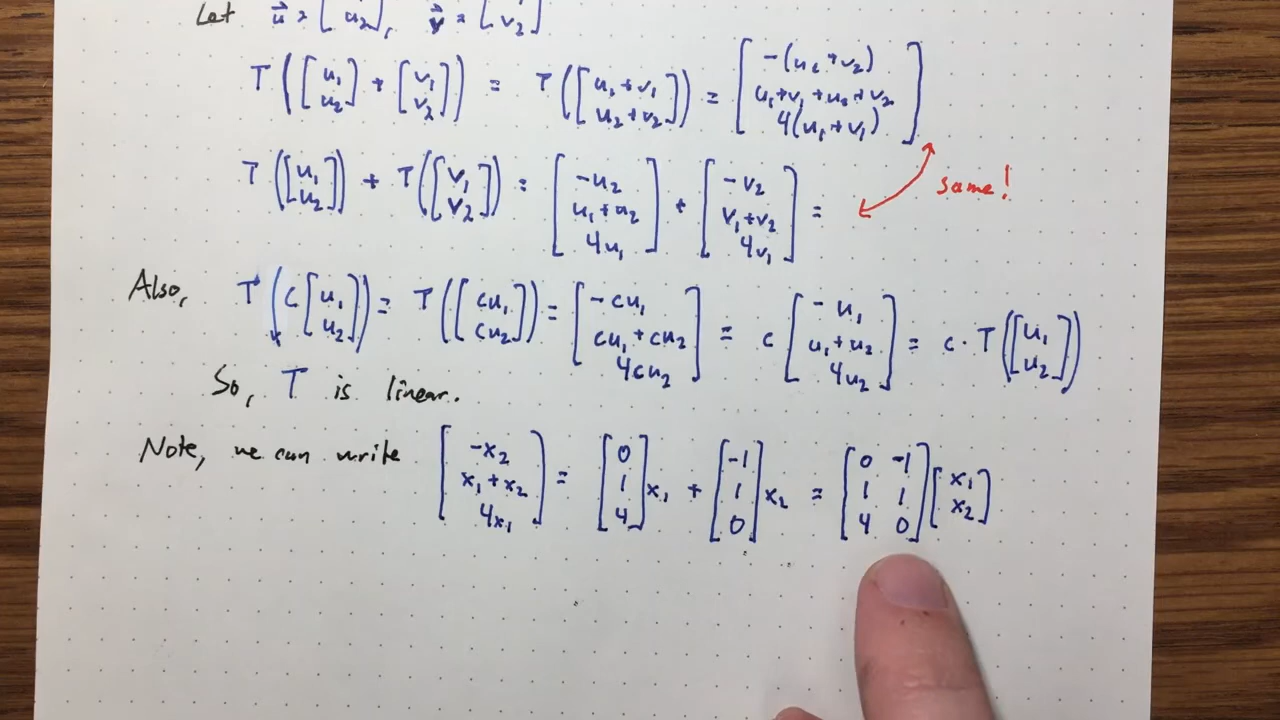 Let u⃗ = [ u₂ ], v⃗ = [ v₂ ]
T([u₁; u₂] + [v₁; v₂]) = T([u₁+v₁; u₂+v₂]) = [-(u₂+v₂); u₁+v₁+u₂+v₂; 4(u₁+v₁)]
T([u₁; u₂]) + T([v₁; v₂]) = [-u₂; u₁+u₂; 4u₁] + [-v₂; v₁+v₂; 4v₁] = same!
Also, T(c[u₁; u₂]) = T([cu₁; cu₂]) = [-cu₁; cu₁+cu₂; 4cu₂] = c[-u₁; u₁+u₂; 4u₂] = c·T([u₁; u₂])
So, T is linear.
Note, we can write [-x₂; x₁+x₂; 4x₁] = [0; 1; 4]x₁ + [-1; 1; 0]x₂ = [0 -1; 1 1; 4 0][x₁; x₂]